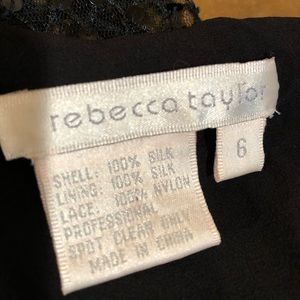 rebecca taylor
6
SHELL: 100% SILK
LINING: 100% SILK
LACE: 100% NYLON
PROFESSIONAL
SPOT CLEAN ONLY
MADE IN CHINA